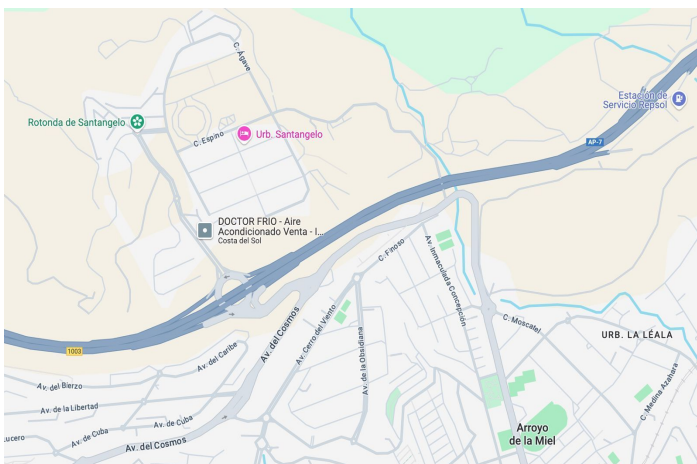 C. Ágave
Estación de
Servicio Repsol
Rotonda de Santangelo
C. Espino
Urb. Santangelo
AP-7
DOCTOR FRIO - Aire
Acondicionado Venta - I...
Costa del Sol
C. Finoso
Av. Inmaculada Concepción
C. Moscatel
URB. LA LEALA
1003
Av. del Cosmos
Av. Cerro del Viento
Av. de la Obsidiana
Av. del Caribe
C. Medina Azahara
Av. del Bierzo
Av. de la Libertad
Av. de Cuba
Lucero
Av. de Cuba
Av. del Cosmos
Arroyo
de la Miel